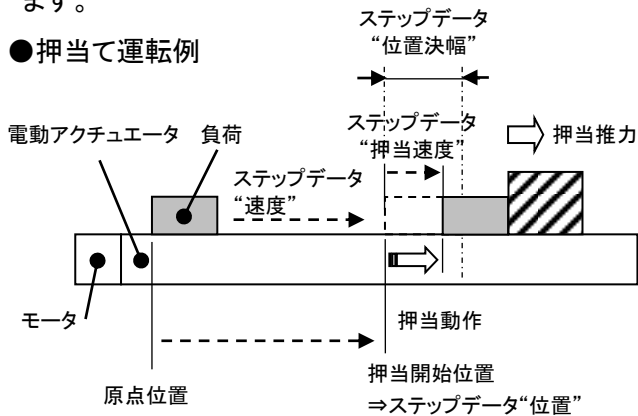 ます。
●押当て運転例
ステップデータ
“位置決幅”
電動アクチュエータ 負荷
ステップデータ
“押当速度”
押当推力
ステップデータ
“速度”
モータ
押当動作
原点位置
押当開始位置
⇒ステップデータ“位置”